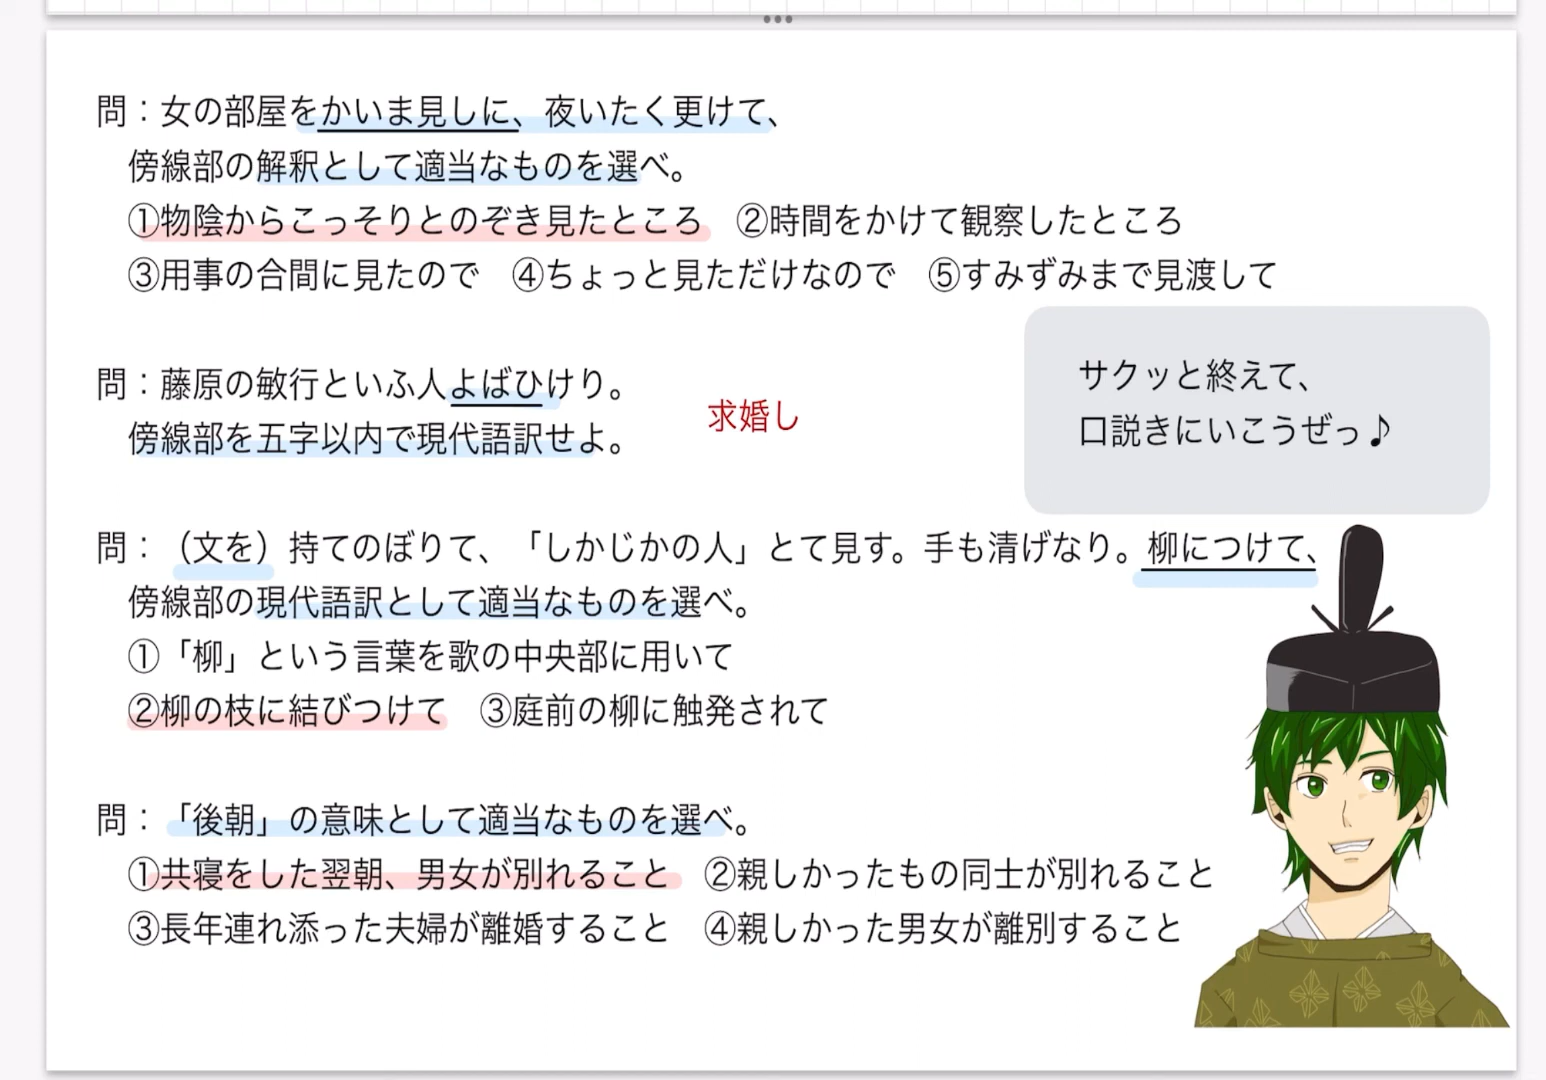 問：女の部屋をかいま見しに、夜いたく更けて、
傍線部の解釈として適当なものを選べ。
①物陰からこっそりとのぞき見たところ　②時間をかけて観察したところ
③用事の合間に見たので　④ちょっと見ただけなので　⑤すみずみまで見渡して
サクッと終えて、
口説きにいこうぜっ♪
問：藤原の敏行といふ人よばひけり。
傍線部を五字以内で現代語訳せよ。
求婚し
問：（文を）持てのぼりて、「しかじかの人」とて見す。手も清げなり。柳につけて、
傍線部の現代語訳として適当なものを選べ。
①「柳」という言葉を歌の中央部に用いて
②柳の枝に結びつけて　③庭前の柳に触発されて
問：「後朝」の意味として適当なものを選べ。
①共寝をした翌朝、男女が別れること　②親しかったもの同士が別れること
③長年連れ添った夫婦が離婚すること　④親しかった男女が離別すること